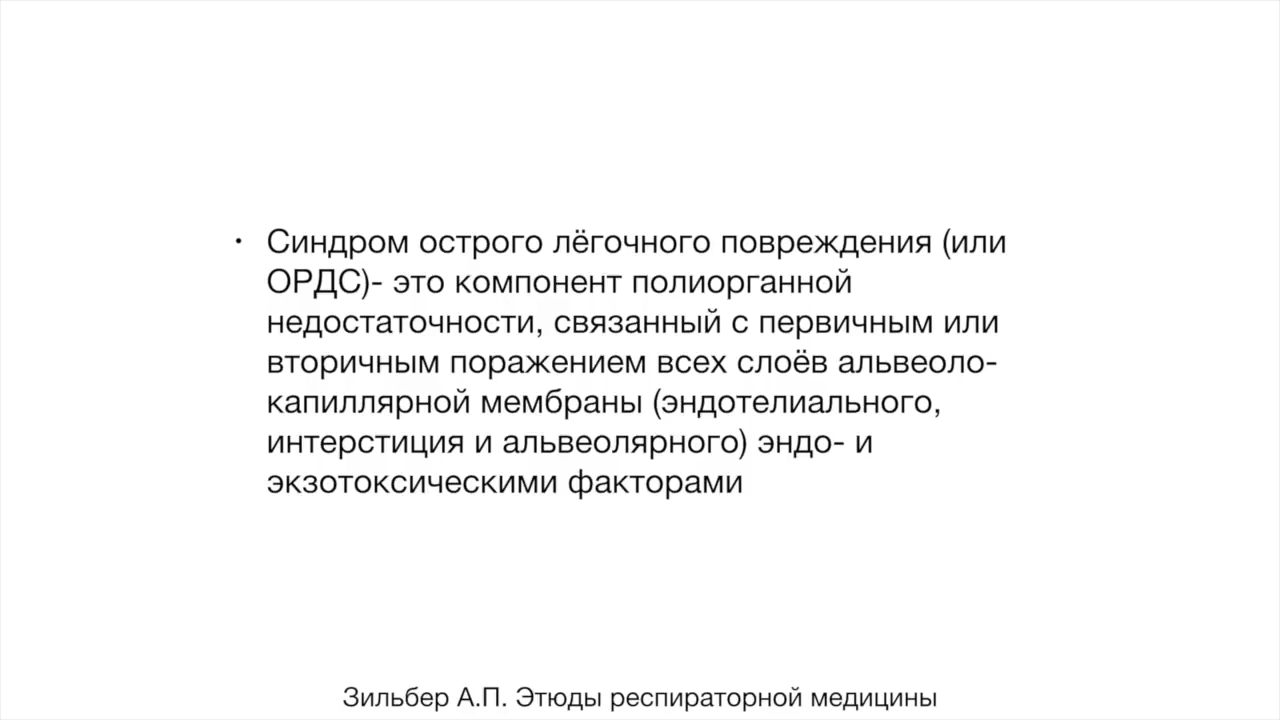 • Синдром острого лёгочного повреждения (или
ОРДС)- это компонент полиорганной
недостаточности, связанный с первичным или
вторичным поражением всех слоёв альвеоло-
капиллярной мембраны (эндотелиального,
интерстиция и альвеолярного) эндо- и
экзотоксическими факторами
Зильбер А.П. Этюды респираторной медицины